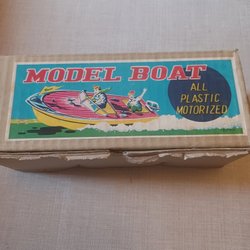 MODEL BOAT
ALL
PLASTIC
MOTORIZED